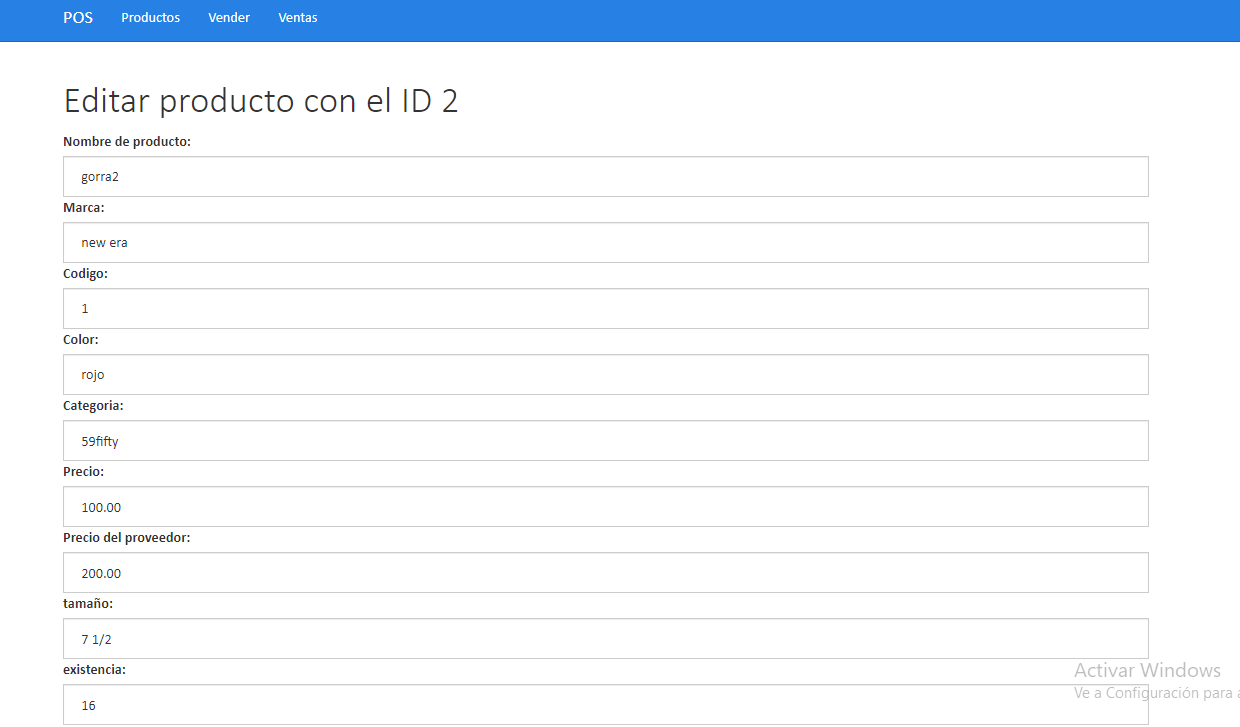 POS Productos Vender Ventas
Editar producto con el ID 2
Nombre de producto:
gorra2
Marca:
new era
Codigo:
1
Color:
rojo
Categoria:
59fifty
Precio:
100.00
Precio del proveedor:
200.00
tamaño:
7 1/2
existencia:
16
Activar Windows
Ve a Configuración para a